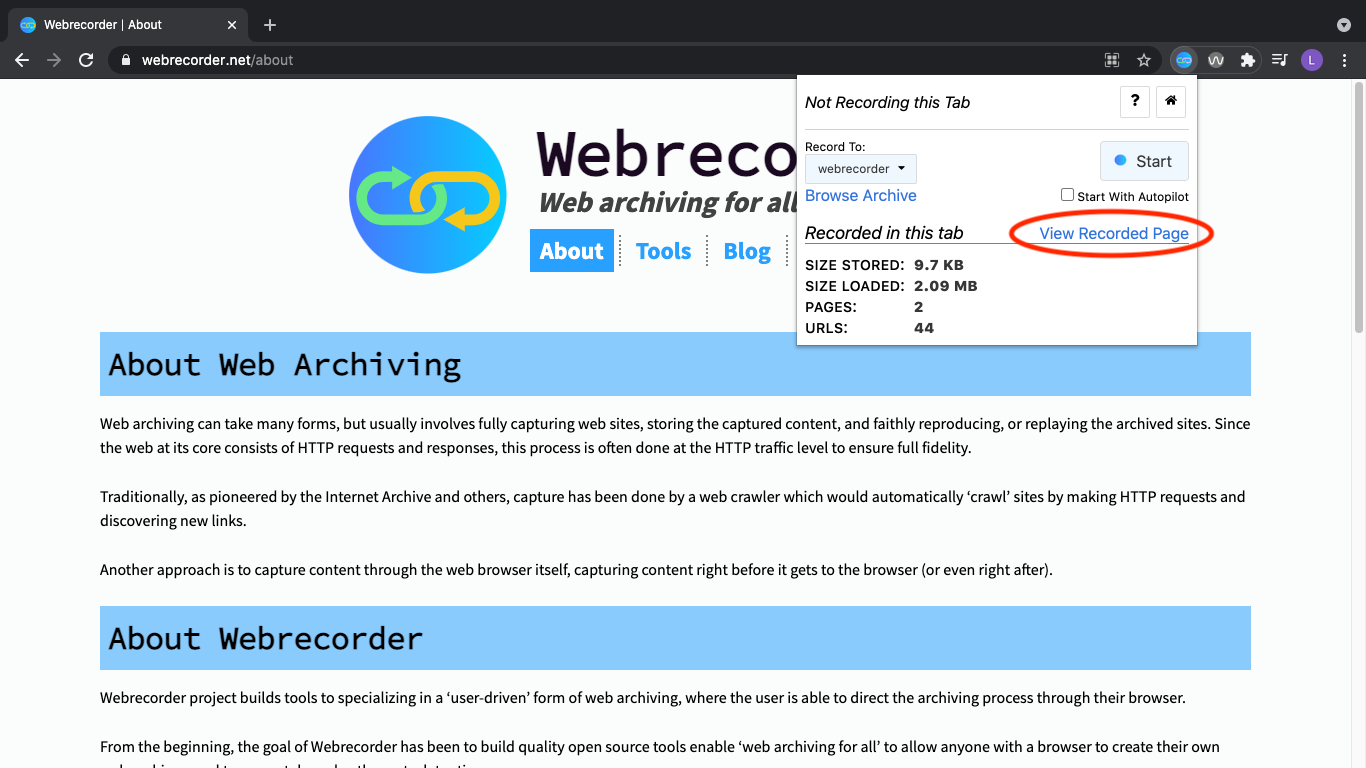 Webrecorder | About
webrecorder.net/about
L
Not Recording this Tab
?
Record To:
webrecorder
Start
Browse Archive
Start With Autopilot
Recorded in this tab
View Recorded Page
SIZE STORED: 9.7 KB
SIZE LOADED: 2.09 MB
PAGES: 2
URLS: 44
Webreco
Web archiving for all
About
Tools
Blog
About Web Archiving
Web archiving can take many forms, but usually involves fully capturing web sites, storing the captured content, and faithly reproducing, or replaying the archived sites. Since
the web at its core consists of HTTP requests and responses, this process is often done at the HTTP traffic level to ensure full fidelity.
Traditionally, as pioneered by the Internet Archive and others, capture has been done by a web crawler which would automatically ‘crawl’ sites by making HTTP requests and
discovering new links.
Another approach is to capture content through the web browser itself, capturing content right before it gets to the browser (or even right after).
About Webrecorder
Webrecorder project builds tools to specializing in a ‘user-driven’ form of web archiving, where the user is able to direct the archiving process through their browser.
From the beginning, the goal of Webrecorder has been to build quality open source tools enable ‘web archiving for all’ to allow anyone with a browser to create their own